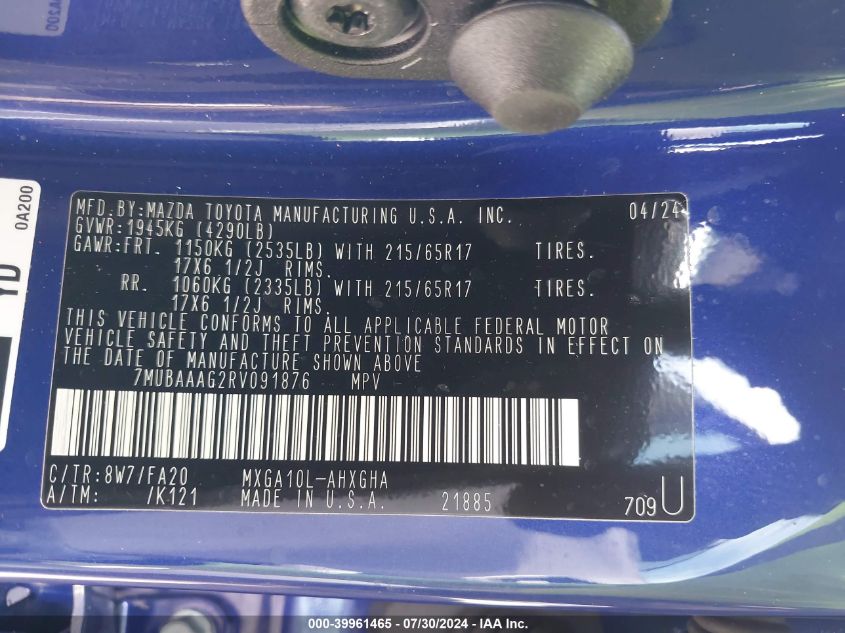 00A200
0A200
YD
MFD.BY:MAZDA TOYOTA MANUFACTURING U.S.A. INC. 04/24
GVWR:1945KG (4290LB)
GAWR:FRT. 1150KG (2535LB) WITH 215/65R17 TIRES.
17X6 1/2J RIMS.
RR. 1060KG (2335LB) WITH 215/65R17 TIRES.
17X6 1/2J RIMS.
THIS VEHICLE CONFORMS TO ALL APPLICABLE FEDERAL MOTOR
VEHICLE SAFETY AND THEFT PREVENTION STANDARDS IN EFFECT ON
THE DATE OF MANUFACTURE SHOWN ABOVE
7MUBAAAG2RV091876 MPV
C/TR:8W7/FA20 MXGA10L-AHXGHA
A/TM: /K121 MADE IN U.S.A. 21885 709U
000-39961465 - 07/30/2024 - IAA Inc.